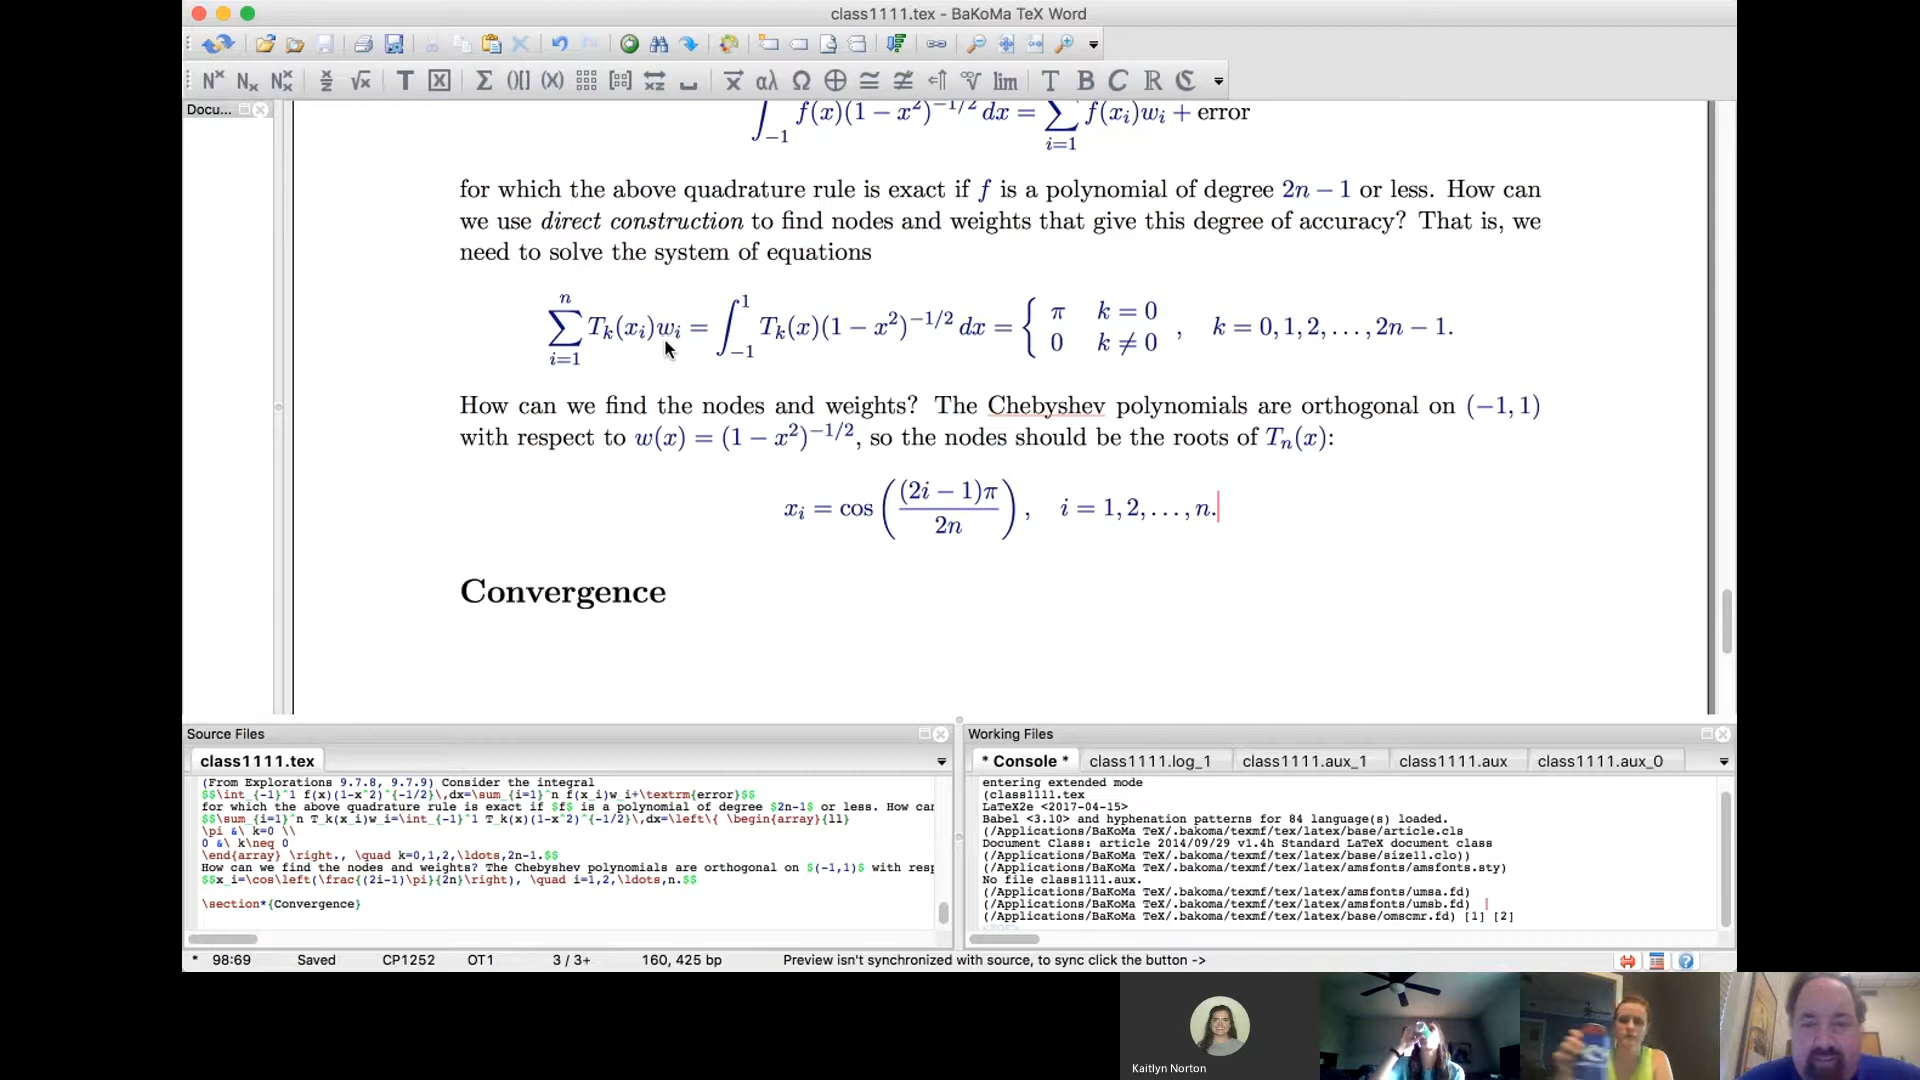 class1111.tex - BaKoMa TeX Word
Docu...
∫_{-1} f(x)(1 − x²)^{−1/2} dx = ∑_{i=1} f(x_i)w_i + error
for which the above quadrature rule is exact if f is a polynomial of degree 2n − 1 or less. How can
we use direct construction to find nodes and weights that give this degree of accuracy? That is, we
need to solve the system of equations
∑_{i=1}^{n} T_k(x_i)w_i = ∫_{−1}^{1} T_k(x)(1 − x²)^{−1/2} dx = { π k = 0 0 k ≠ 0 , k = 0, 1, 2, . . . , 2n − 1.
How can we find the nodes and weights? The Chebyshev polynomials are orthogonal on (−1, 1)
with respect to w(x) = (1 − x²)^{−1/2}, so the nodes should be the roots of T_n(x):
x_i = cos ( (2i − 1)π / 2n ) , i = 1, 2, . . . , n.
Convergence
Source Files
class1111.tex
(From Explorations 9.7.8, 9.7.9) Consider the integral
$$\int_{-1}^1 f(x)(1-x^2)^{-1/2}\,dx=\sum_{i=1}^n f(x_i)w_i+\textrm{error}$$
for which the above quadrature rule is exact if $f$ is a polynomial of degree $2n-1$ or less. How car
$$\sum_{i=1}^n T_k(x_i)w_i=\int_{-1}^1 T_k(x)(1-x^2)^{-1/2}\,dx=\left\{ \begin{array}{ll}
\pi &\ k=0 \\
0 &\ k\neq 0
\end{array} \right., \quad k=0,1,2,\ldots,2n-1.$$
How can we find the nodes and weights? The Chebyshev polynomials are orthogonal on $(-1,1)$ with resp
$$x_i=\cos\left(\frac{(2i-1)\pi}{2n}\right), \quad i=1,2,\ldots,n.$$
\section*{Convergence}
Working Files
* Console * class1111.log_1 class1111.aux_1 class1111.aux class1111.aux_0
entering extended mode
(class1111.tex
LaTeX2e <2017-04-15>
Babel <3.10> and hyphenation patterns for 84 language(s) loaded.
(/Applications/BaKoMa TeX/.bakoma/texmf/tex/latex/base/article.cls
Document Class: article 2014/09/29 v1.4h Standard LaTeX document class
(/Applications/BaKoMa TeX/.bakoma/texmf/tex/latex/base/size11.clo))
(/Applications/BaKoMa TeX/.bakoma/texmf/tex/latex/amsfonts/amsfonts.sty)
No file class1111.aux.
(/Applications/BaKoMa TeX/.bakoma/texmf/tex/latex/amsfonts/umsa.fd)
(/Applications/BaKoMa TeX/.bakoma/texmf/tex/latex/amsfonts/umsb.fd)
(/Applications/BaKoMa TeX/.bakoma/texmf/tex/latex/base/omscmr.fd) [1] [2]
* 98:69 Saved CP1252 OT1 3 / 3+ 160, 425 bp Preview isn't synchronized with source, to sync click the button ->
Kaitlyn Norton